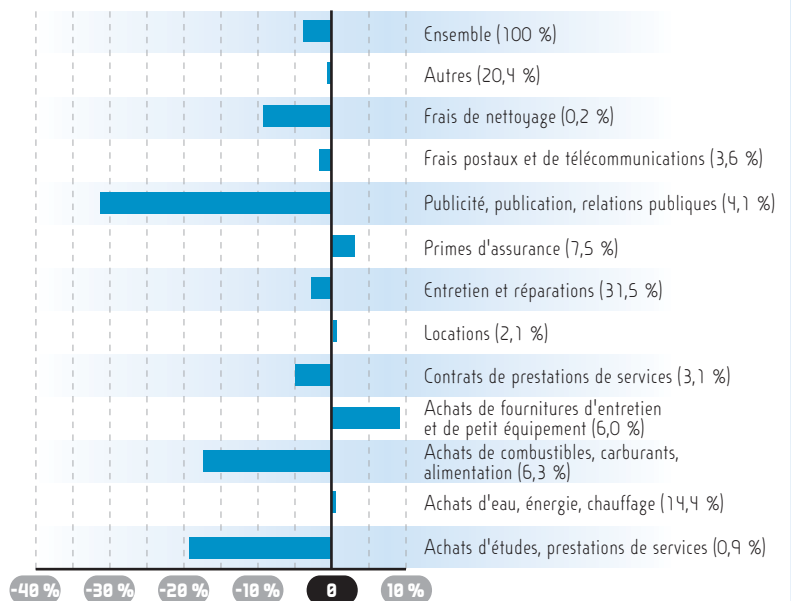 Ensemble (100 %)
Autres (20,4 %)
Frais de nettoyage (0,2 %)
Frais postaux et de télécommunications (3,6 %)
Publicité, publication, relations publiques (4,1 %)
Primes d'assurance (7,5 %)
Entretien et réparations (31,5 %)
Locations (2,1 %)
Contrats de prestations de services (3,1 %)
Achats de fournitures d'entretien
et de petit équipement (6,0 %)
Achats de combustibles, carburants,
alimentation (6,3 %)
Achats d'eau, énergie, chauffage (14,4 %)
Achats d'études, prestations de services (0,9 %)
-40 % -30 % -20 % -10 % 0 10 %